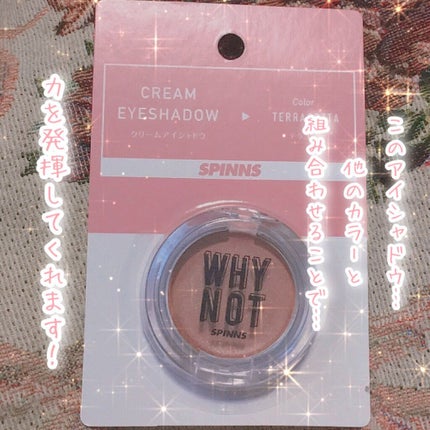 このアイシャドウ…
他のカラーと
組み合わせることで…
力を発揮してくれます!
CREAM
EYESHADOW
クリームアイシャドウ
Color
SPINNS
WHY
NOT
SPINNS